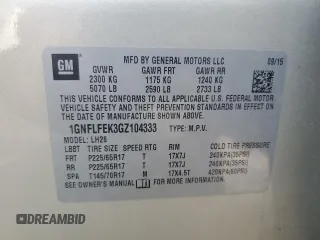 GM
MFD BY GENERAL MOTORS LLC 09/15
GVWR GAWR FRT GAWR RR
2300 KG 1175 KG 1240 KG
5070 LB 2590 LB 2733 LB
THIS VEHICLE CONFORMS TO ALL APPLICABLE U.S. FEDERAL MOTOR
VEHICLE SAFETY AND THEFT PREVENTION STANDARDS IN EFFECT ON
THE DATE OF MANUFACTURE SHOWN ABOVE.
1GNFLFEK3GZ104333 TYPE: M.P.V.
MODEL: LH26
TIRE SIZE SPEED RTG RIM COLD TIRE PRESSURE
FRT P225/65R17 T 17X7J 240KPA(35PSI)
RR P225/65R17 T 17X7J 240KPA(35PSI)
SPA T145/70R17 M 17X4.5T 420KPA(60PSI)
SEE OWNER'S MANUAL FOR MORE INFORMATION.
DREAMBID
DREAMBID.COM